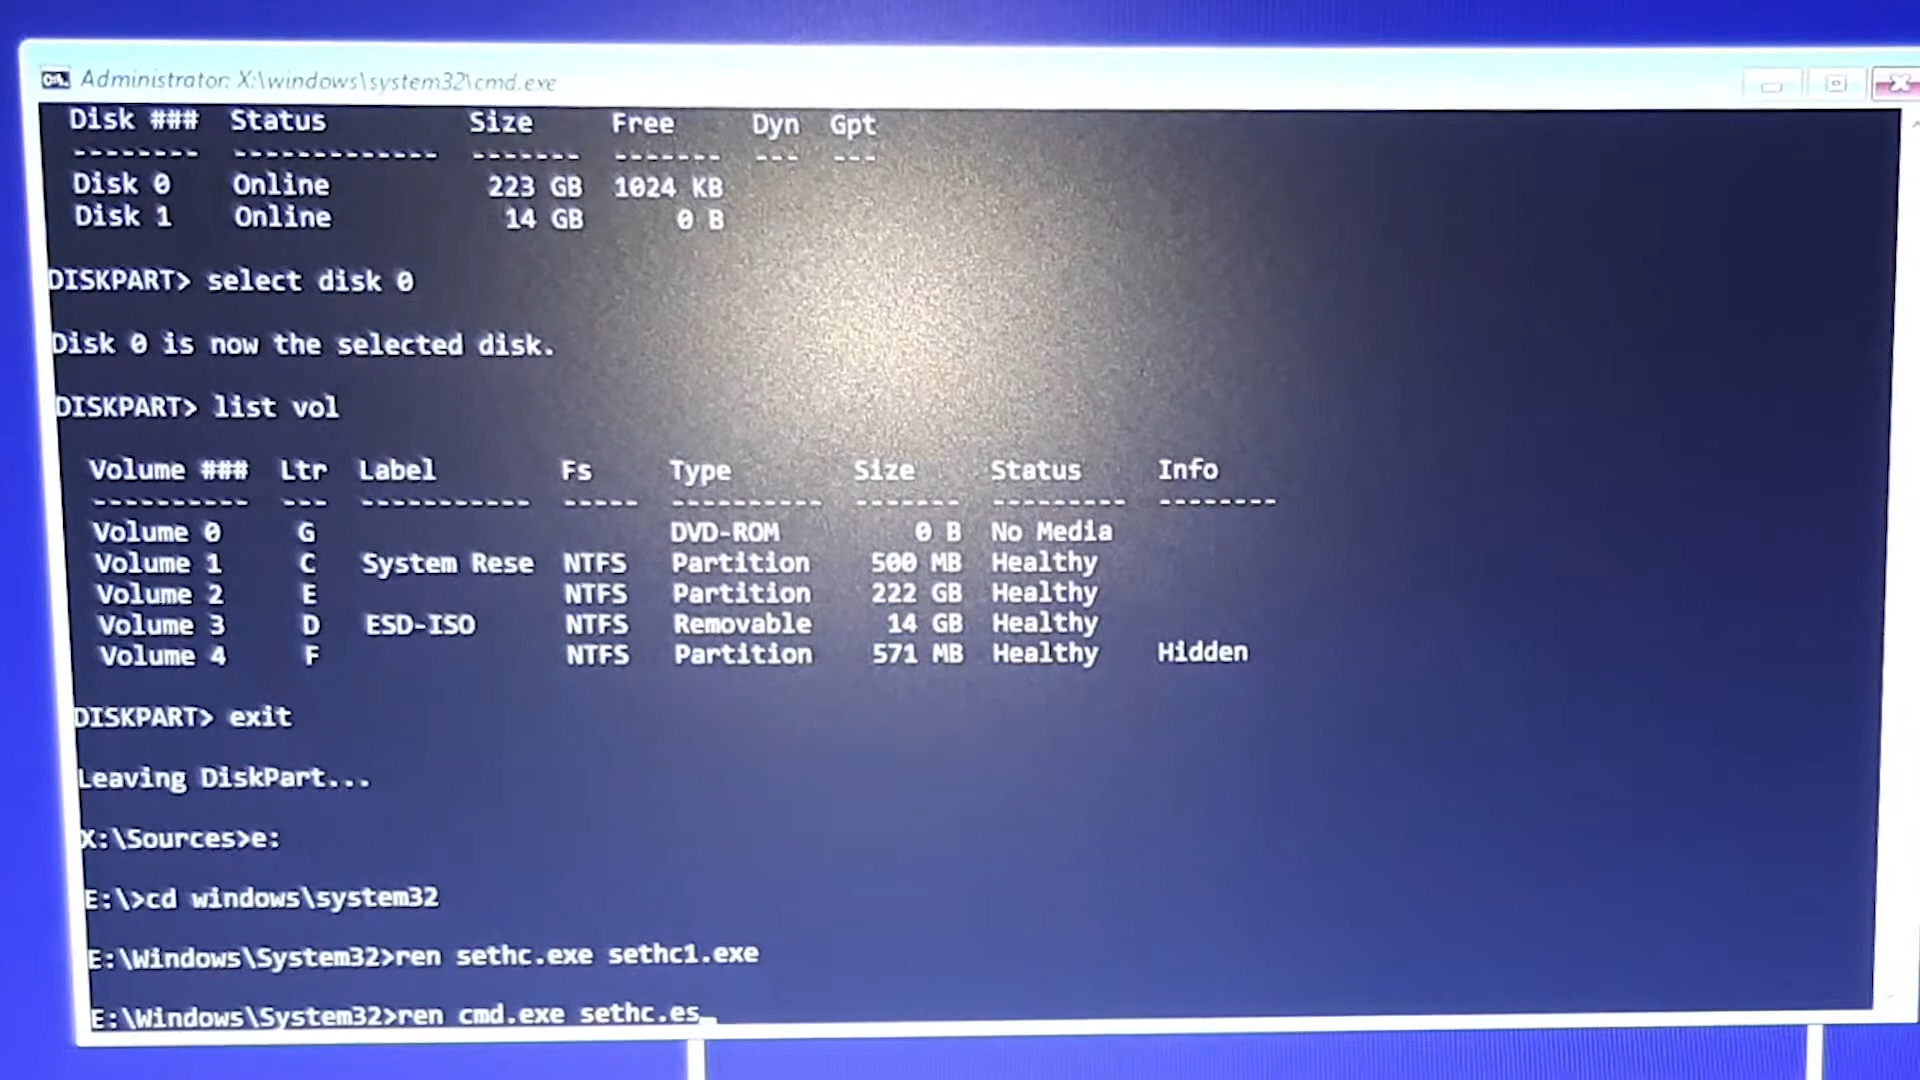 Administrator: X:\windows\system32\cmd.exe
Disk ### Status Size Free Dyn Gpt
-------- ------------- ------- ------- --- ---
Disk 0 Online 223 GB 1024 KB
Disk 1 Online 14 GB 0 B
DISKPART> select disk 0
Disk 0 is now the selected disk.
DISKPART> list vol
Volume ### Ltr Label Fs Type Size Status Info
---------- --- ----------- ----- ---------- ------- --------- --------
Volume 0 G DVD-ROM 0 B No Media
Volume 1 C System Rese NTFS Partition 500 MB Healthy
Volume 2 E NTFS Partition 222 GB Healthy
Volume 3 D ESD-ISO NTFS Removable 14 GB Healthy
Volume 4 F NTFS Partition 571 MB Healthy Hidden
DISKPART> exit
Leaving DiskPart...
X:\Sources>e:
E:\>cd windows\system32
E:\Windows\System32>ren sethc.exe sethc1.exe
E:\Windows\System32>ren cmd.exe sethc.es_